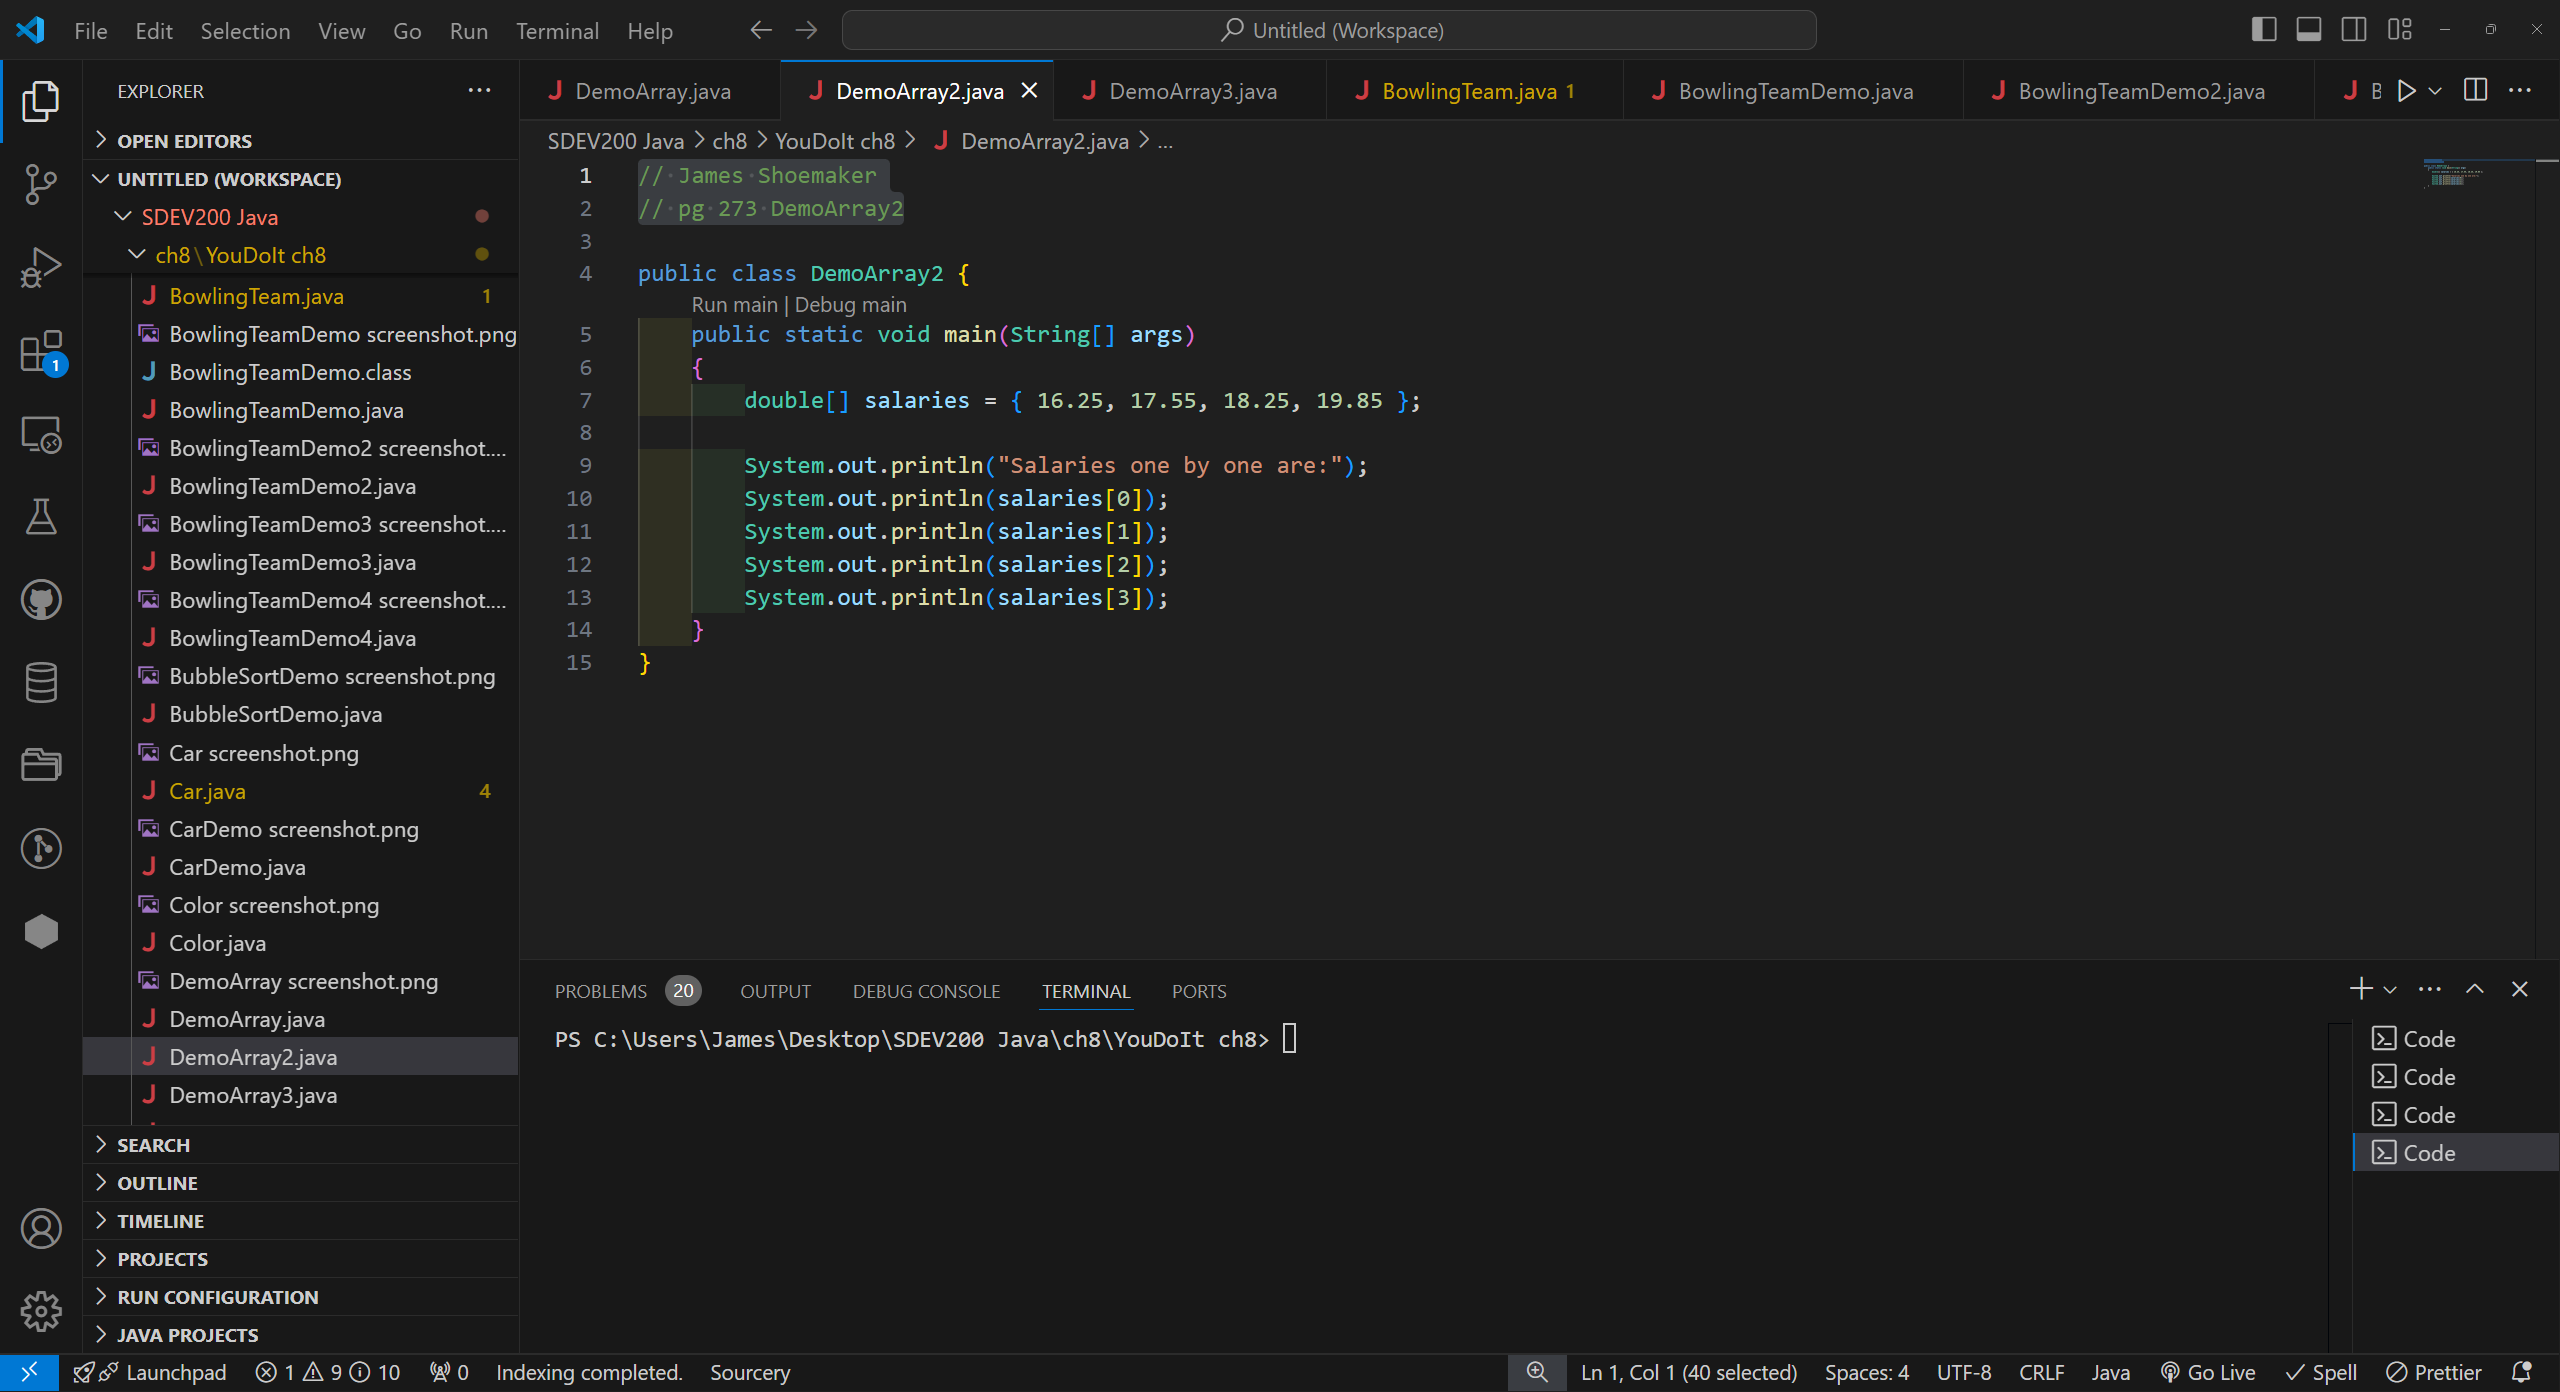 File Edit Selection View Go Run Terminal Help
Untitled (Workspace)
EXPLORER
OPEN EDITORS
UNTITLED (WORKSPACE)
SDEV200 Java
ch8\YouDoIt ch8
BowlingTeam.java 1
BowlingTeamDemo screenshot.png
BowlingTeamDemo.class
BowlingTeamDemo.java
BowlingTeamDemo2 screenshot....
BowlingTeamDemo2.java
BowlingTeamDemo3 screenshot....
BowlingTeamDemo3.java
BowlingTeamDemo4 screenshot....
BowlingTeamDemo4.java
BubbleSortDemo screenshot.png
BubbleSortDemo.java
Car screenshot.png
Car.java 4
CarDemo screenshot.png
CarDemo.java
Color screenshot.png
Color.java
DemoArray screenshot.png
DemoArray.java
DemoArray2.java
DemoArray3.java
SEARCH
OUTLINE
TIMELINE
PROJECTS
RUN CONFIGURATION
JAVA PROJECTS
1
DemoArray.java DemoArray2.java DemoArray3.java BowlingTeam.java 1 BowlingTeamDemo.java BowlingTeamDemo2.java B
SDEV200 Java > ch8 > YouDoIt ch8 > DemoArray2.java > ...
1 // James Shoemaker
2 // pg 273 DemoArray2
3
4 public class DemoArray2 {
Run main | Debug main
5 public static void main(String[] args)
6 {
7 double[] salaries = { 16.25, 17.55, 18.25, 19.85 };
8
9 System.out.println("Salaries one by one are:");
10 System.out.println(salaries[0]);
11 System.out.println(salaries[1]);
12 System.out.println(salaries[2]);
13 System.out.println(salaries[3]);
14 }
15 }
PROBLEMS 20 OUTPUT DEBUG CONSOLE TERMINAL PORTS
PS C:\Users\James\Desktop\SDEV200 Java\ch8\YouDoIt ch8>
Code
Code
Code
Code
Launchpad 1 9 10 0 Indexing completed. Sourcery Ln 1, Col 1 (40 selected) Spaces: 4 UTF-8 CRLF Java Go Live Spell Prettier